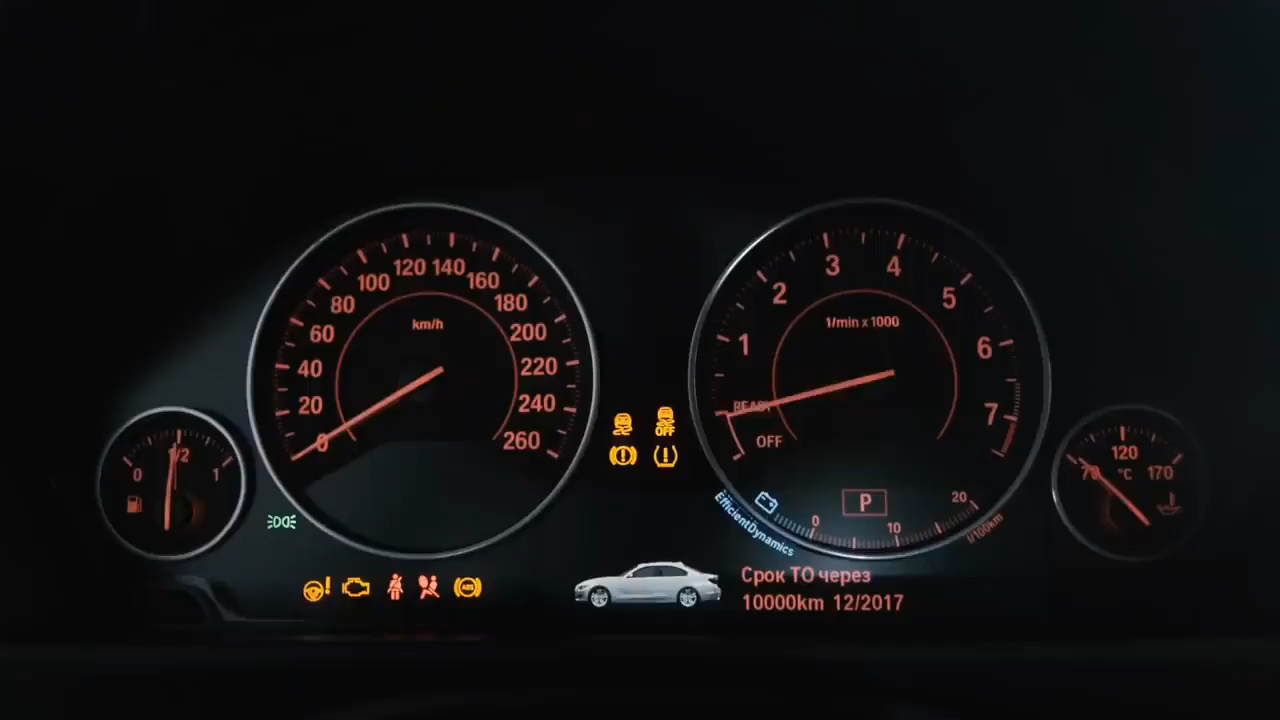 0
20
40
60
80
100
120
140
160
180
200
220
240
260
km/h
1
2
3
4
5
6
7
1/min x 1000
READY
OFF
P
0
10
20
l/100km
EfficientDynamics
0
1/2
1
70
120
170
°C
OFF
ABS
Срок ТО через
10000km 12/2017